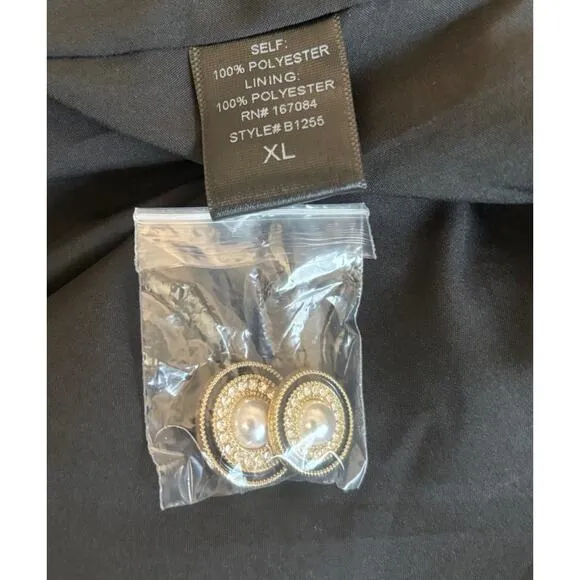 SELF:
100% POLYESTER
LINING:
100% POLYESTER
RN# 167084
STYLE# B1255
XL